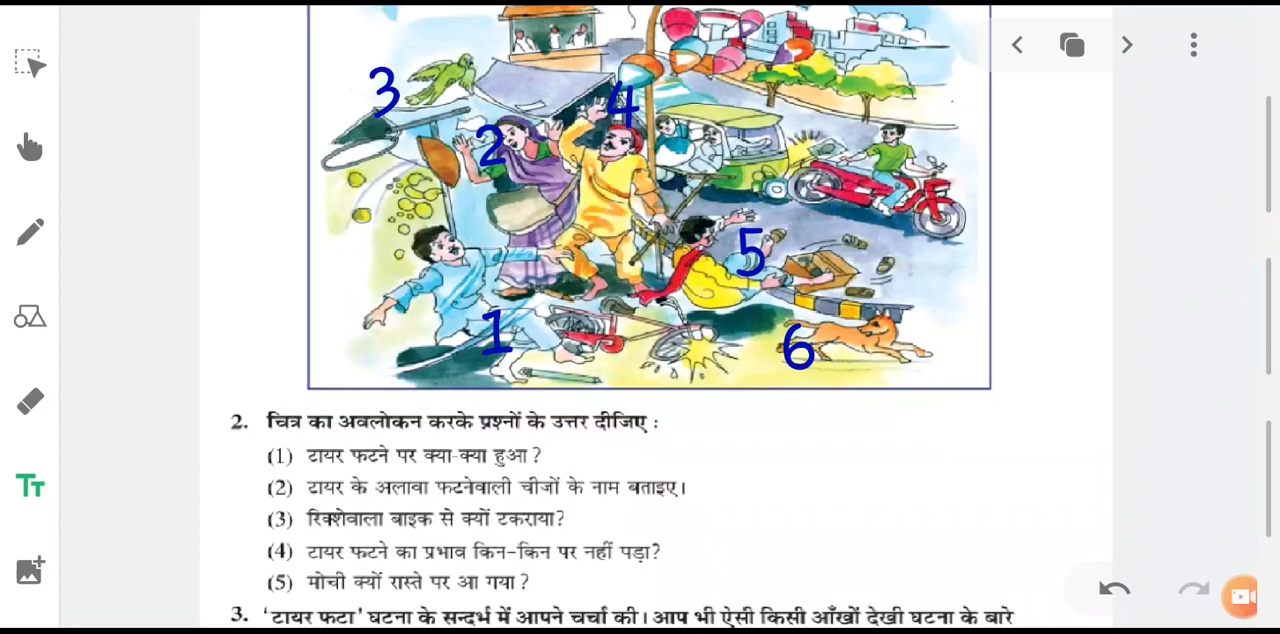 3
4
2
5
1
6
2. चित्र का अवलोकन करके प्रश्नों के उत्तर दीजिए :
(1) टायर फटने पर क्या-क्या हुआ ?
(2) टायर के अलावा फटनेवाली चीजों के नाम बताइए।
(3) रिक्शेवाला बाइक से क्यों टकराया?
(4) टायर फटने का प्रभाव किन-किन पर नहीं पड़ा?
(5) मोची क्यों रास्ते पर आ गया ?
3. 'टायर फटा' घटना के सन्दर्भ में आपने चर्चा की। आप भी ऐसी किसी आँखों देखी घटना के बारे
TT